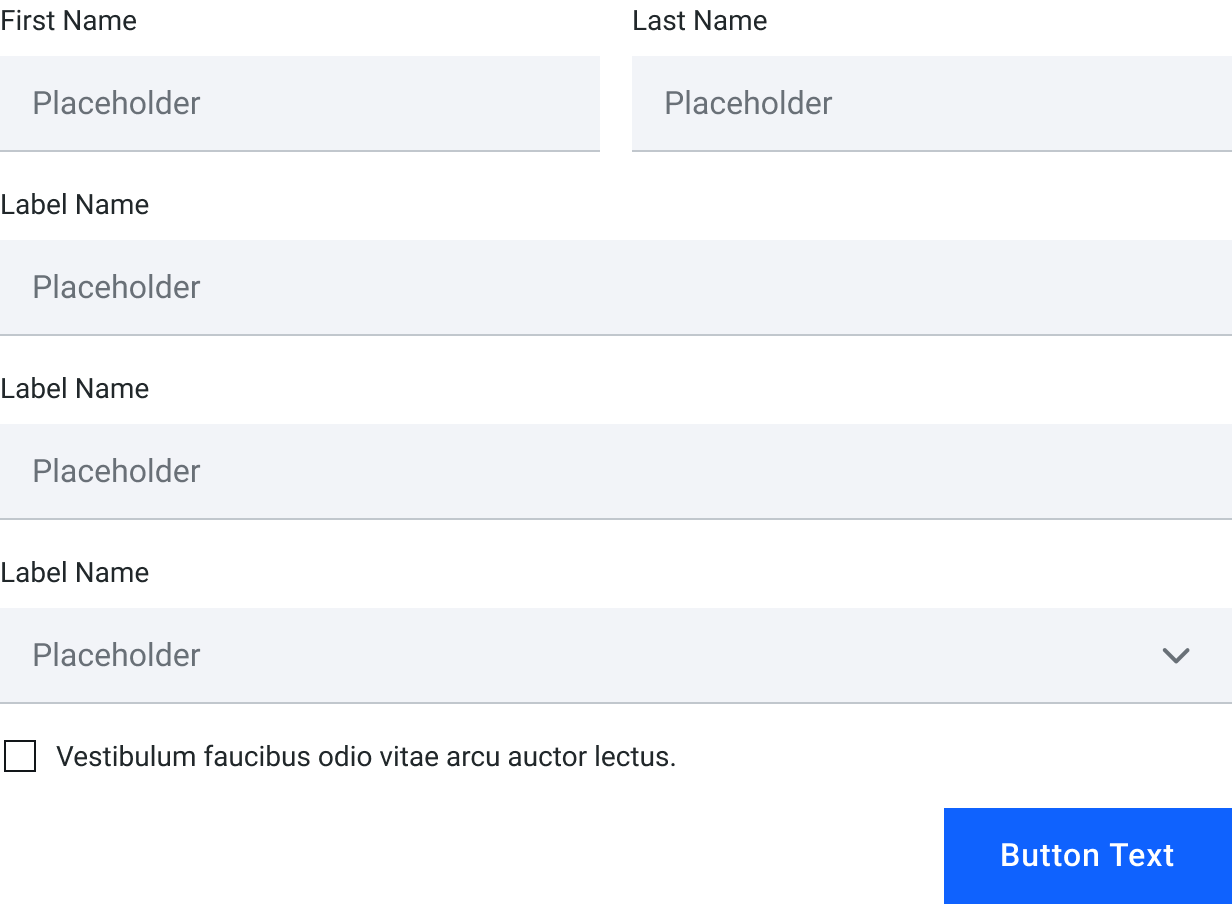 First Name
Last Name
Placeholder
Placeholder
Label Name
Placeholder
Label Name
Placeholder
Label Name
Placeholder
Vestibulum faucibus odio vitae arcu auctor lectus.
Button Text